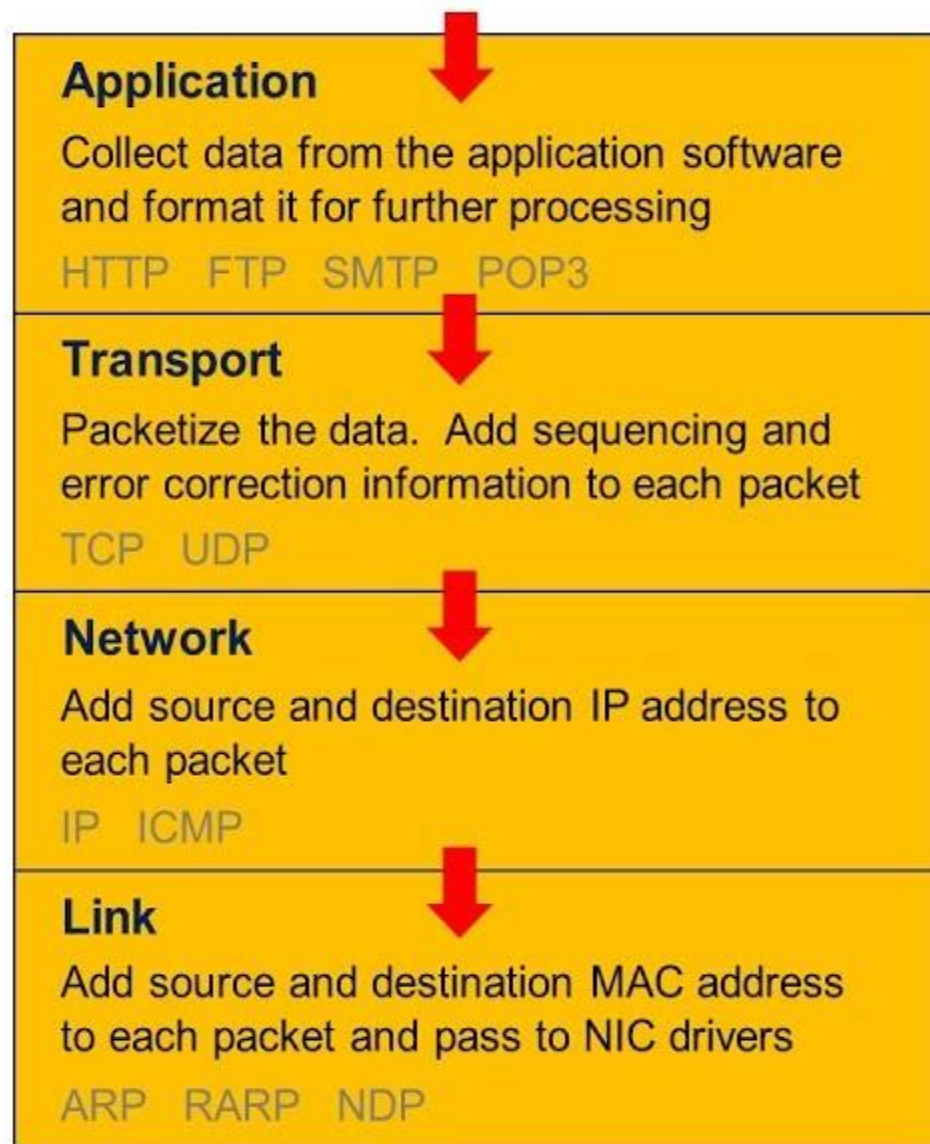 Application
Collect data from the application software
and format it for further processing
HTTP FTP SMTP POP3
Transport
Packetize the data. Add sequencing and
error correction information to each packet
TCP UDP
Network
Add source and destination IP address to
each packet
IP ICMP
Link
Add source and destination MAC address
to each packet and pass to NIC drivers
ARP RARP NDP